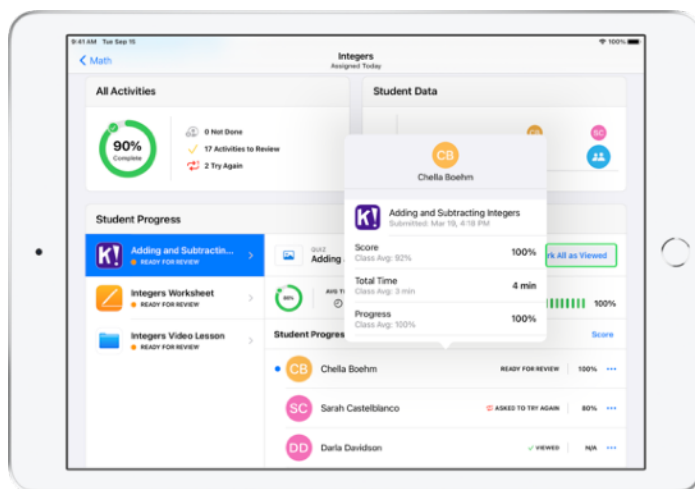 9:41 AM Tue Sep 15
100%
Math
Integers
Assigned Today
All Activities
90%
Complete
0 Not Done
17 Activities to Review
2 Try Again
Student Data
CB
SC
CB
Chella Boehm
K!
Adding and Subtracting Integers
Submitted: Mar 19, 4:18 PM
Score
Class Avg: 92%
100%
Total Time
Class Avg: 3 min
4 min
Progress
Class Avg: 100%
100%
Student Progress
K!
Adding and Subtractin...
READY FOR REVIEW
Integers Worksheet
READY FOR REVIEW
Integers Video Lesson
READY FOR REVIEW
QUIZ
Adding
rk All as Viewed
AVG T
100%
Student Progres
Score
CB
Chella Boehm
READY FOR REVIEW
100%
SC
Sarah Castelblanco
ASKED TO TRY AGAIN
80%
DD
Darla Davidson
VIEWED
N/A